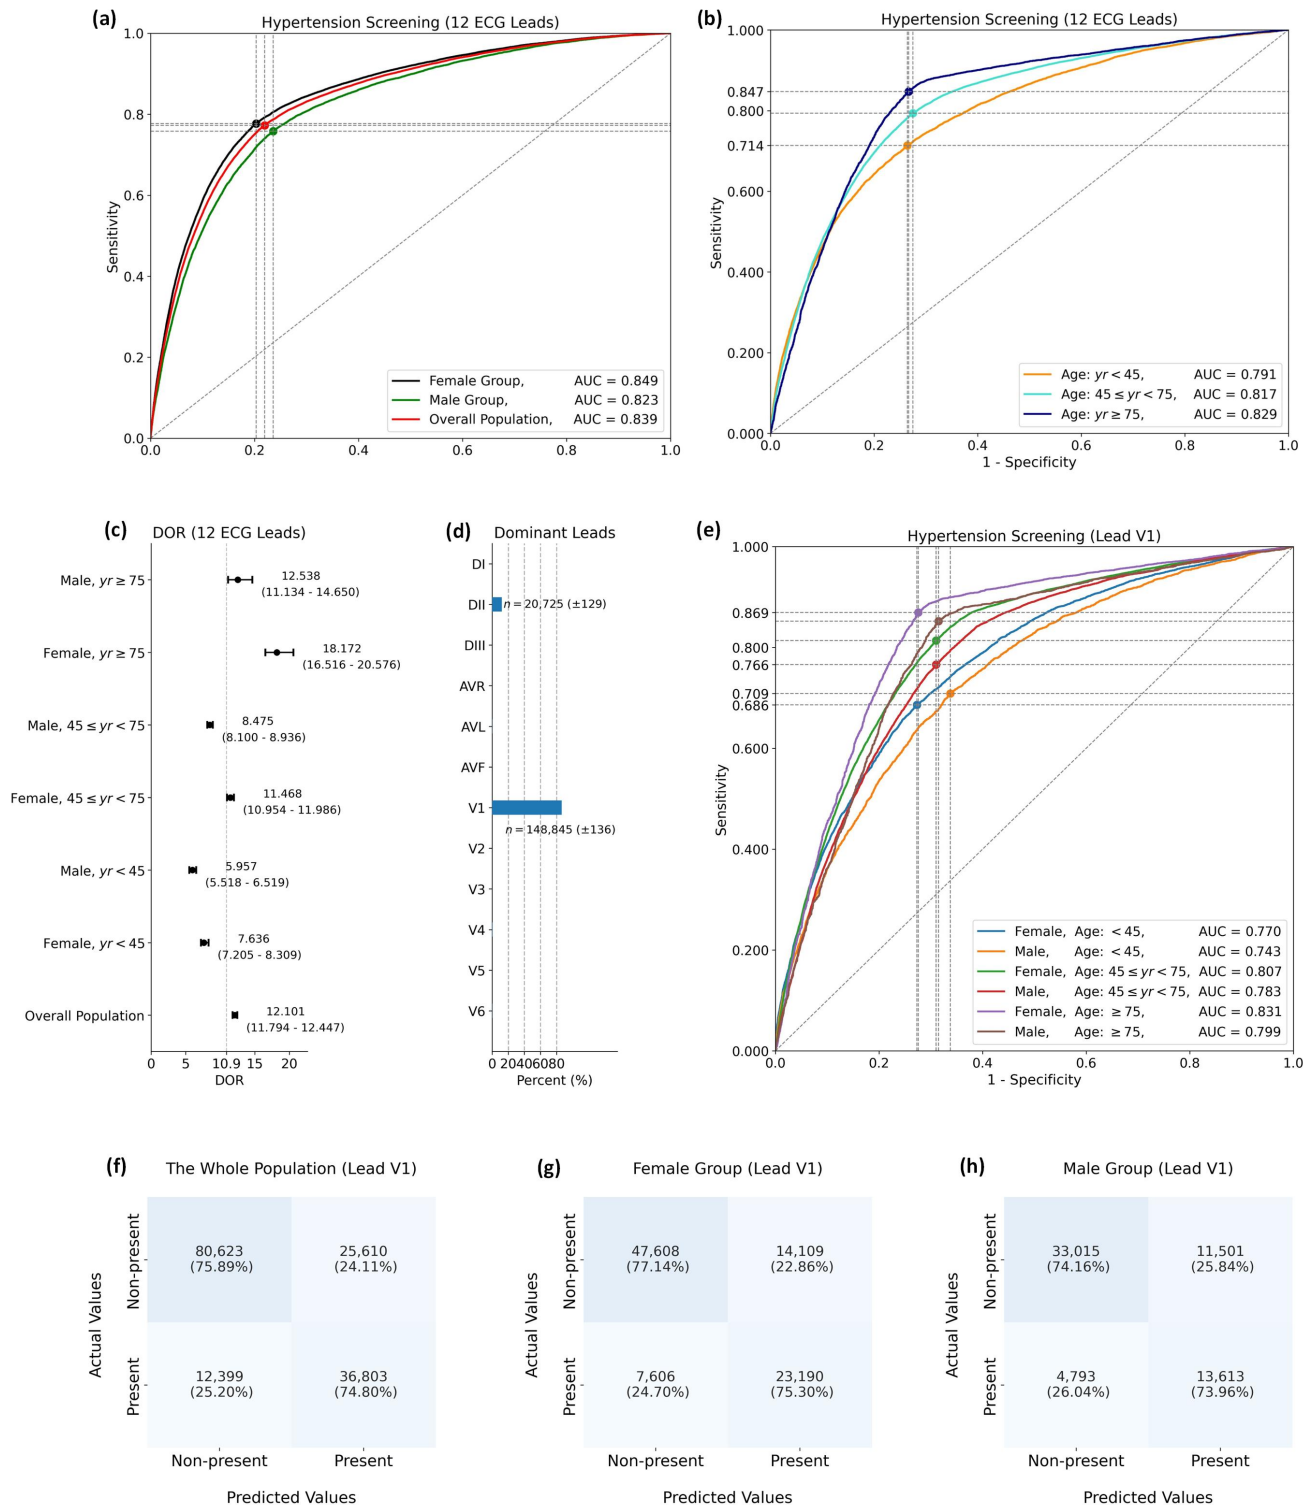 (a)
Hypertension Screening (12 ECG Leads)
1.0
0.8
0.6
0.4
0.2
0.0
Sensitivity
Female Group, AUC = 0.849
Male Group, AUC = 0.823
Overall Population, AUC = 0.839
0.0 0.2 0.4 0.6 0.8 1.0
(b)
Hypertension Screening (12 ECG Leads)
1.000
0.847
0.800
0.714
0.600
0.400
0.200
0.000
Sensitivity
Age: yr < 45, AUC = 0.791
Age: 45 ≤ yr < 75, AUC = 0.817
Age: yr ≥ 75, AUC = 0.829
0.0 0.2 0.4 0.6 0.8 1.0
1 - Specificity
(c)
DOR (12 ECG Leads)
Male, yr ≥ 75
12.538
(11.134 - 14.650)
Female, yr ≥ 75
18.172
(16.516 - 20.576)
Male, 45 ≤ yr < 75
8.475
(8.100 - 8.936)
Female, 45 ≤ yr < 75
11.468
(10.954 - 11.986)
Male, yr < 45
5.957
(5.518 - 6.519)
Female, yr < 45
7.636
(7.205 - 8.309)
Overall Population
12.101
(11.794 - 12.447)
0 5 10.9 15 20
DOR
(d)
Dominant Leads
DI
DII
n = 20,725 (±129)
DIII
AVR
AVL
AVF
V1
n = 148,845 (±136)
V2
V3
V4
V5
V6
0 20 40 60 80
Percent (%)
(e)
Hypertension Screening (Lead V1)
1.000
0.869
0.800
0.766
0.709
0.686
0.600
0.400
0.200
0.000
Sensitivity
Female, Age: < 45, AUC = 0.770
Male, Age: < 45, AUC = 0.743
Female, Age: 45 ≤ yr < 75, AUC = 0.807
Male, Age: 45 ≤ yr < 75, AUC = 0.783
Female, Age: ≥ 75, AUC = 0.831
Male, Age: ≥ 75, AUC = 0.799
0.0 0.2 0.4 0.6 0.8 1.0
1 - Specificity
(f)
The Whole Population (Lead V1)
Actual Values
Non-present
Present
80,623
(75.89%)
25,610
(24.11%)
12,399
(25.20%)
36,803
(74.80%)
Non-present Present
Predicted Values
(g)
Female Group (Lead V1)
Actual Values
Non-present
Present
47,608
(77.14%)
14,109
(22.86%)
7,606
(24.70%)
23,190
(75.30%)
Non-present Present
Predicted Values
(h)
Male Group (Lead V1)
Actual Values
Non-present
Present
33,015
(74.16%)
11,501
(25.84%)
4,793
(26.04%)
13,613
(73.96%)
Non-present Present
Predicted Values